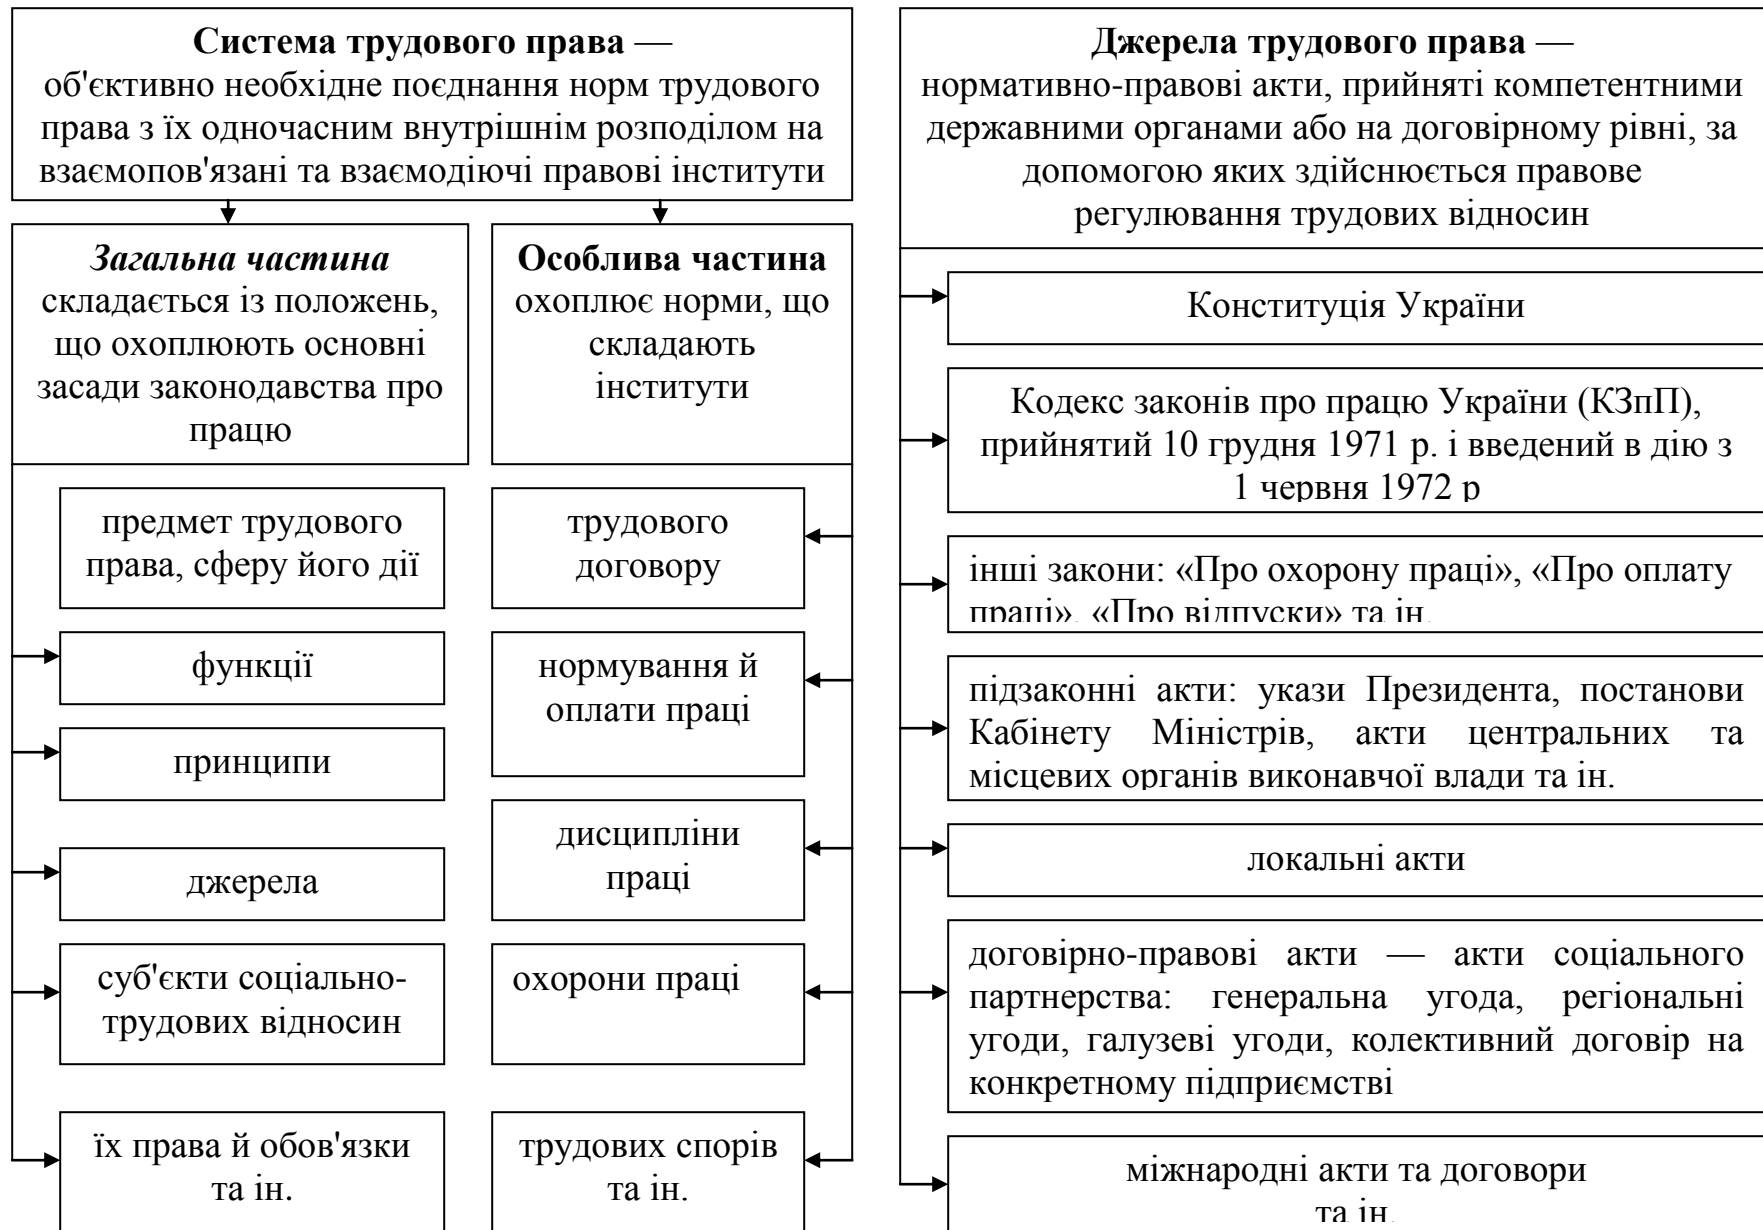 Система трудового права —
об'єктивно необхідне поєднання норм трудового
права з їх одночасним внутрішнім розподілом на
взаємопов'язані та взаємодіючі правові інститути
Загальна частина
складається із положень,
що охоплюють основні
засади законодавства про
працю
предмет трудового
права, сферу його дії
функції
принципи
джерела
суб'єкти соціально-
трудових відносин
їх права й обов'язки
та ін.
Особлива частина
охоплює норми, що
складають
інститути
трудового
договору
нормування й
оплати праці
дисципліни
праці
охорони праці
трудових спорів
та ін.
Джерела трудового права —
нормативно-правові акти, прийняті компетентними
державними органами або на договірному рівні, за
допомогою яких здійснюється правове
регулювання трудових відносин
Конституція України
Кодекс законів про працю України (КЗпП),
прийнятий 10 грудня 1971 р. і введений в дію з
1 червня 1972 р
інші закони: «Про охорону праці», «Про оплату
праці», «Про відпуски» та ін.
підзаконні акти: укази Президента, постанови
Кабінету Міністрів, акти центральних та
місцевих органів виконавчої влади та ін.
локальні акти
договірно-правові акти — акти соціального
партнерства: генеральна угода, регіональні
угоди, галузеві угоди, колективний договір на
конкретному підприємстві
міжнародні акти та договори
та ін.